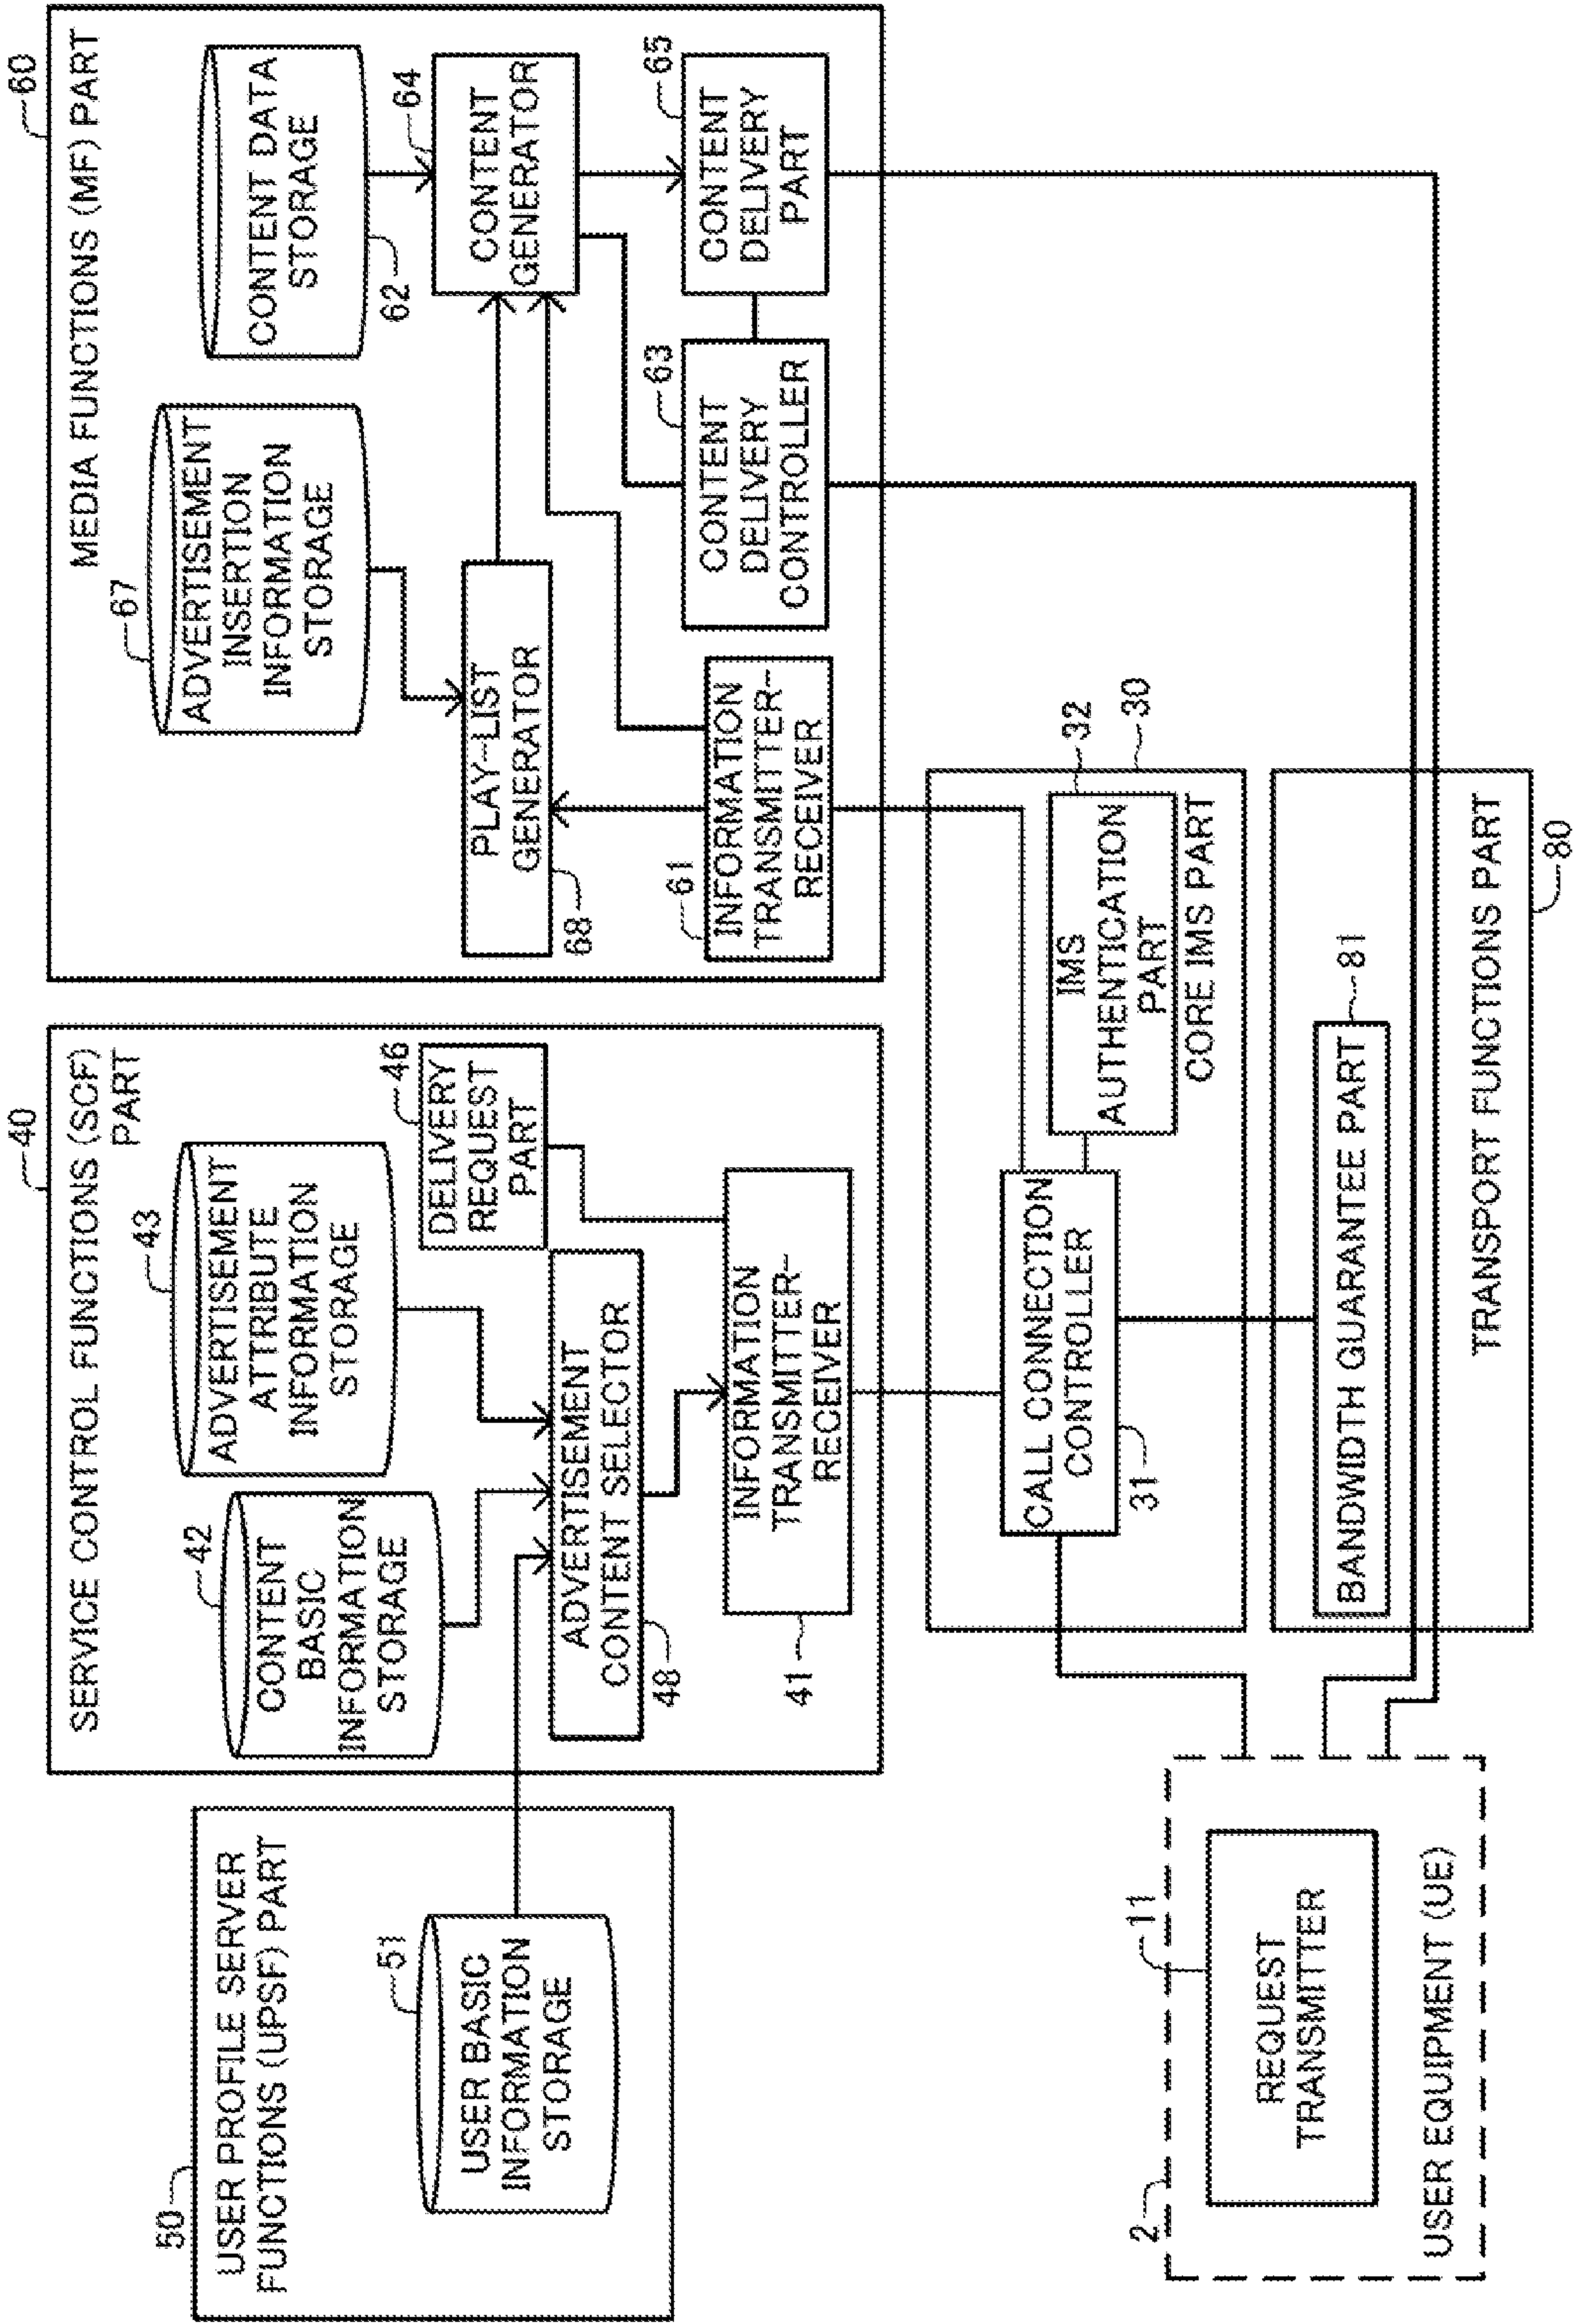 50
USER PROFILE SERVER
FUNCTIONS (UPSF) PART
51
USER BASIC
INFORMATION
STORAGE
40
SERVICE CONTROL FUNCTIONS (SCF)
PART
42
CONTENT
BASIC
INFORMATION
STORAGE
43
ADVERTISEMENT
ATTRIBUTE
INFORMATION
STORAGE
46
DELIVERY
REQUEST
PART
ADVERTISEMENT
CONTENT SELECTOR
48
INFORMATION
TRANSMITTER-
RECEIVER
41
60
MEDIA FUNCTIONS (MF) PART
67
ADVERTISEMENT
INSERTION
INFORMATION
STORAGE
CONTENT DATA
STORAGE
62
64
CONTENT
GENERATOR
PLAY-LIST
GENERATOR
68
61
INFORMATION
TRANSMITTER-
RECEIVER
63
CONTENT
DELIVERY
CONTROLLER
65
CONTENT
DELIVERY
PART
CALL CONNECTION
CONTROLLER
31
32
30
IMS
AUTHENTICATION
PART
CORE IMS PART
BANDWIDTH GUARANTEE PART
81
TRANSPORT FUNCTIONS PART
80
2
11
REQUEST
TRANSMITTER
USER EQUIPMENT (UE)